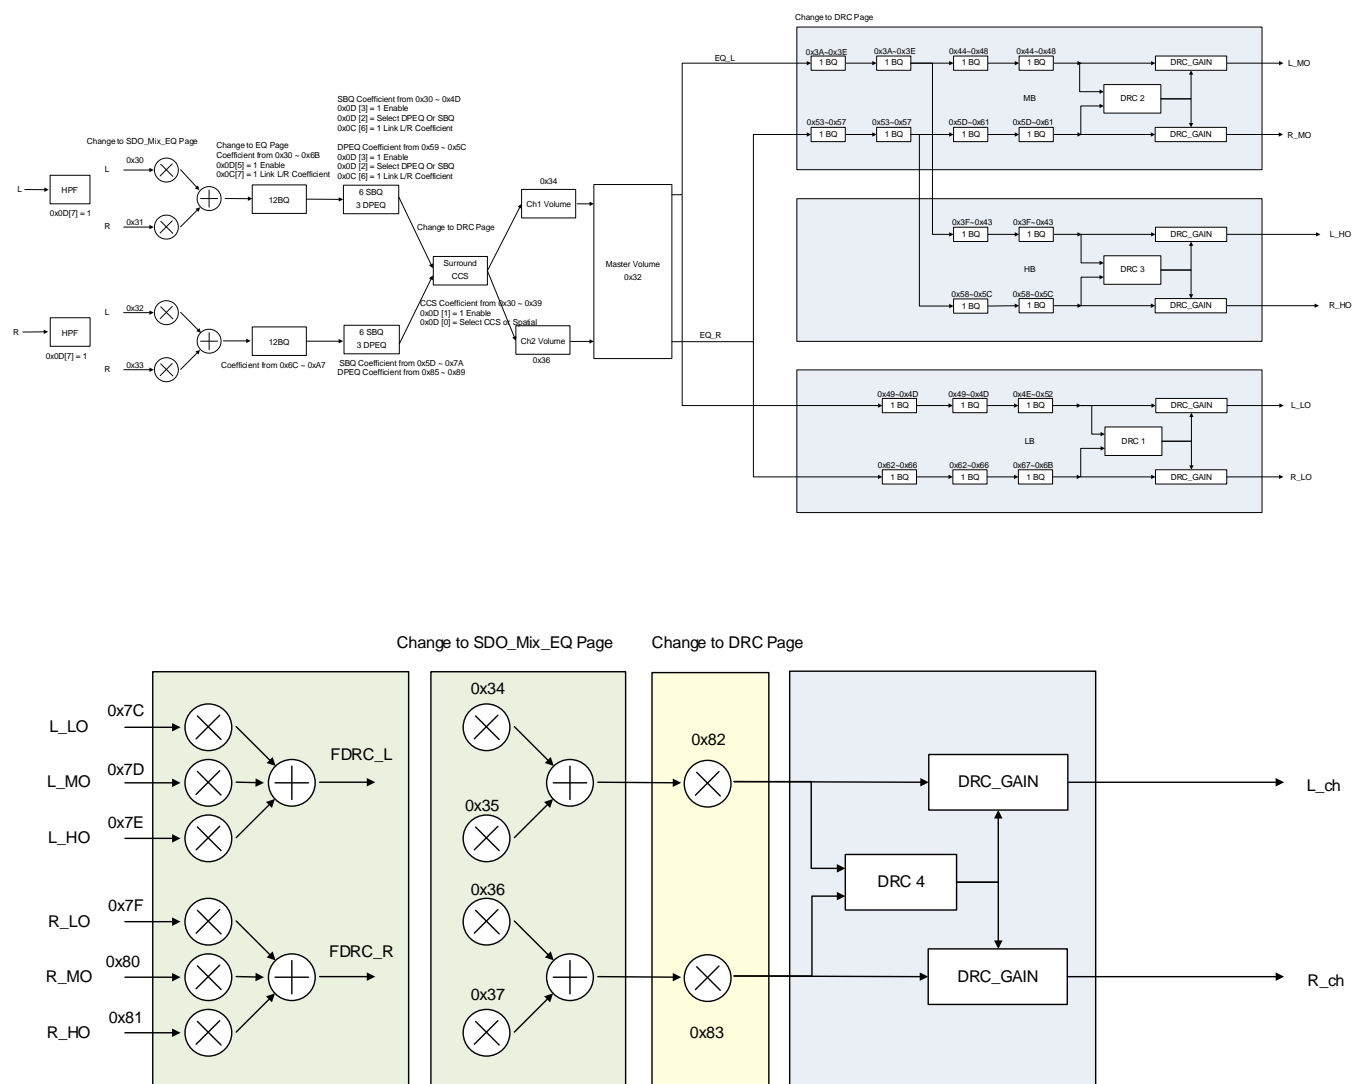 Change to DRC Page
EQ_L
0x3A~0x3E
0x3A~0x3E
0x44~0x48
0x44~0x48
1 BQ
1 BQ
1 BQ
1 BQ
DRC_GAIN
L_MO
MB
DRC 2
0x53~0x57
0x53~0x57
0x5D~0x61
0x5D~0x61
1 BQ
1 BQ
1 BQ
1 BQ
DRC_GAIN
R_MO
SBQ Coefficient from 0x30 ~ 0x4D
0x0D [3] = 1 Enable
0x0D [2] = Select DPEQ Or SBQ
0x0C [6] = 1 Link L/R Coefficient
DPEQ Coefficient from 0x59 ~ 0x5C
0x0D [3] = 1 Enable
0x0D [2] = Select DPEQ Or SBQ
0x0C [6] = 1 Link L/R Coefficient
Change to SDO_Mix_EQ Page
Change to EQ Page
Coefficient from 0x30 ~ 0x6B
0x0D[5] = 1 Enable
0x0C[7] = 1 Link L/R Coefficient
L
0x30
L
HPF
0x0D[7] = 1
R
0x31
12BQ
6 SBQ
3 DPEQ
0x34
Ch1 Volume
Change to DRC Page
Surround
CCS
Master Volume
0x32
CCS Coefficient from 0x30 ~ 0x39
0x0D [1] = 1 Enable
0x0D [0] = Select CCS or Spatial
L
0x32
R
HPF
0x0D[7] = 1
R
0x33
12BQ
Coefficient from 0x6C ~ 0xA7
6 SBQ
3 DPEQ
SBQ Coefficient from 0x5D ~ 0x7A
DPEQ Coefficient from 0x85 ~ 0x89
Ch2 Volume
0x36
EQ_R
0x3F~0x43
0x3F~0x43
1 BQ
1 BQ
DRC_GAIN
L_HO
HB
DRC 3
0x58~0x5C
0x58~0x5C
1 BQ
1 BQ
DRC_GAIN
R_HO
0x49~0x4D
0x49~0x4D
0x4E~0x52
1 BQ
1 BQ
1 BQ
DRC_GAIN
L_LO
LB
DRC 1
0x62~0x66
0x62~0x66
0x67~0x6B
1 BQ
1 BQ
1 BQ
DRC_GAIN
R_LO
Change to SDO_Mix_EQ Page
Change to DRC Page
L_LO
0x7C
L_MO
0x7D
L_HO
0x7E
FDRC_L
R_LO
0x7F
R_MO
0x80
R_HO
0x81
FDRC_R
0x34
0x35
0x36
0x37
0x82
0x83
DRC_GAIN
L_ch
DRC 4
DRC_GAIN
R_ch